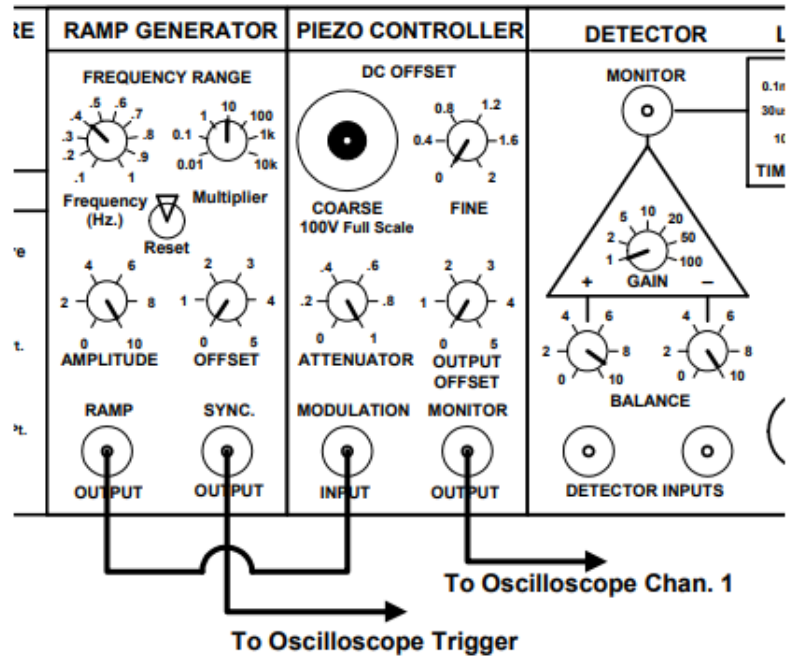 RE
RAMP GENERATOR
PIEZO CONTROLLER
DETECTOR
L
FREQUENCY RANGE
.1 .2 .3 .4 .5 .6 .7 .8 .9 1
0.01 0.1 1 10 100 1k 10k
Frequency
(Hz.)
Multiplier
Reset
0 2 4 6 8 10
AMPLITUDE
0 1 2 3 4 5
OFFSET
RAMP
OUTPUT
SYNC.
OUTPUT
DC OFFSET
COARSE
100V Full Scale
0 0.4 0.8 1.2 1.6 2
FINE
0 .2 .4 .6 .8 1
ATTENUATOR
0 1 2 3 4 5
OUTPUT
OFFSET
MODULATION
INPUT
MONITOR
OUTPUT
MONITOR
1 2 5 10 20 50 100
GAIN
+ –
0 2 4 6 8 10
0 2 4 6 8 10
BALANCE
DETECTOR INPUTS
30us
10
TIM
t.
Pt.
To Oscilloscope Chan. 1
To Oscilloscope Trigger